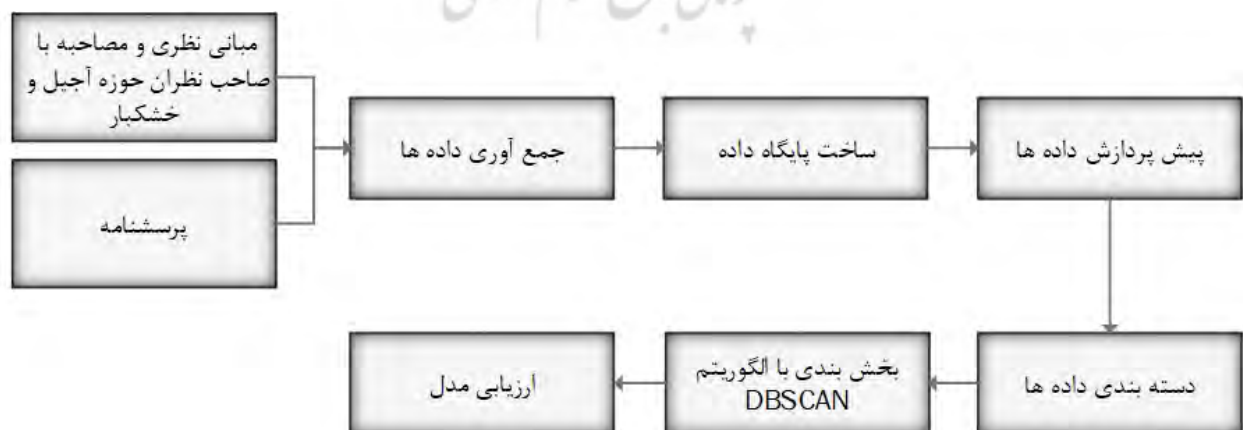 مبانی نظری و مصاحبه با
صاحب نظران حوزه آجیل و
خشکبار
پرسشنامه
جمع آوری داده ها
ساخت پایگاه داده
پیش پردازش داده ها
دسته بندی داده ها
بخش بندی با الگوریتم
DBSCAN
ارزیابی مدل